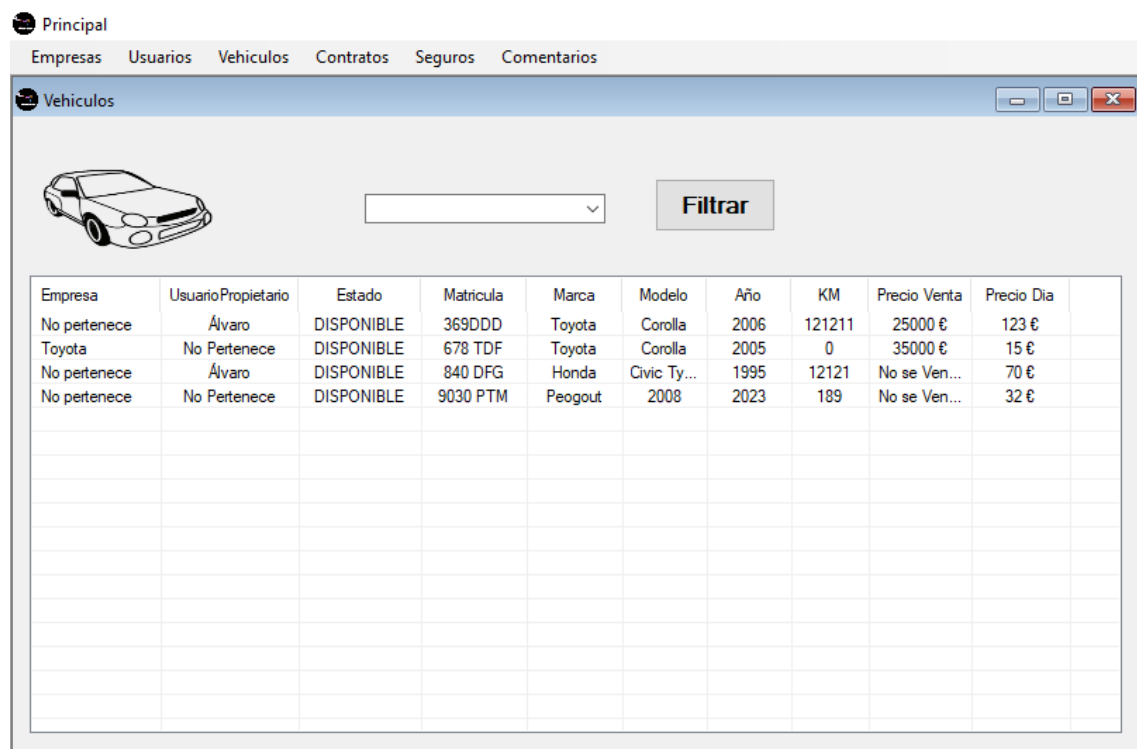 Principal
Empresas Usuarios Vehiculos Contratos Seguros Comentarios
Vehiculos
Filtrar
Empresa UsuarioPropietario Estado Matricula Marca Modelo Año KM Precio Venta Precio Dia
No pertenece Álvaro DISPONIBLE 369DDD Toyota Corolla 2006 121211 25000 € 123 €
Toyota No Pertenece DISPONIBLE 678 TDF Toyota Corolla 2005 0 35000 € 15 €
No pertenece Álvaro DISPONIBLE 840 DFG Honda Civic Ty... 1995 12121 No se Ven... 70 €
No pertenece No Pertenece DISPONIBLE 9030 PTM Peogout 2008 2023 189 No se Ven... 32 €